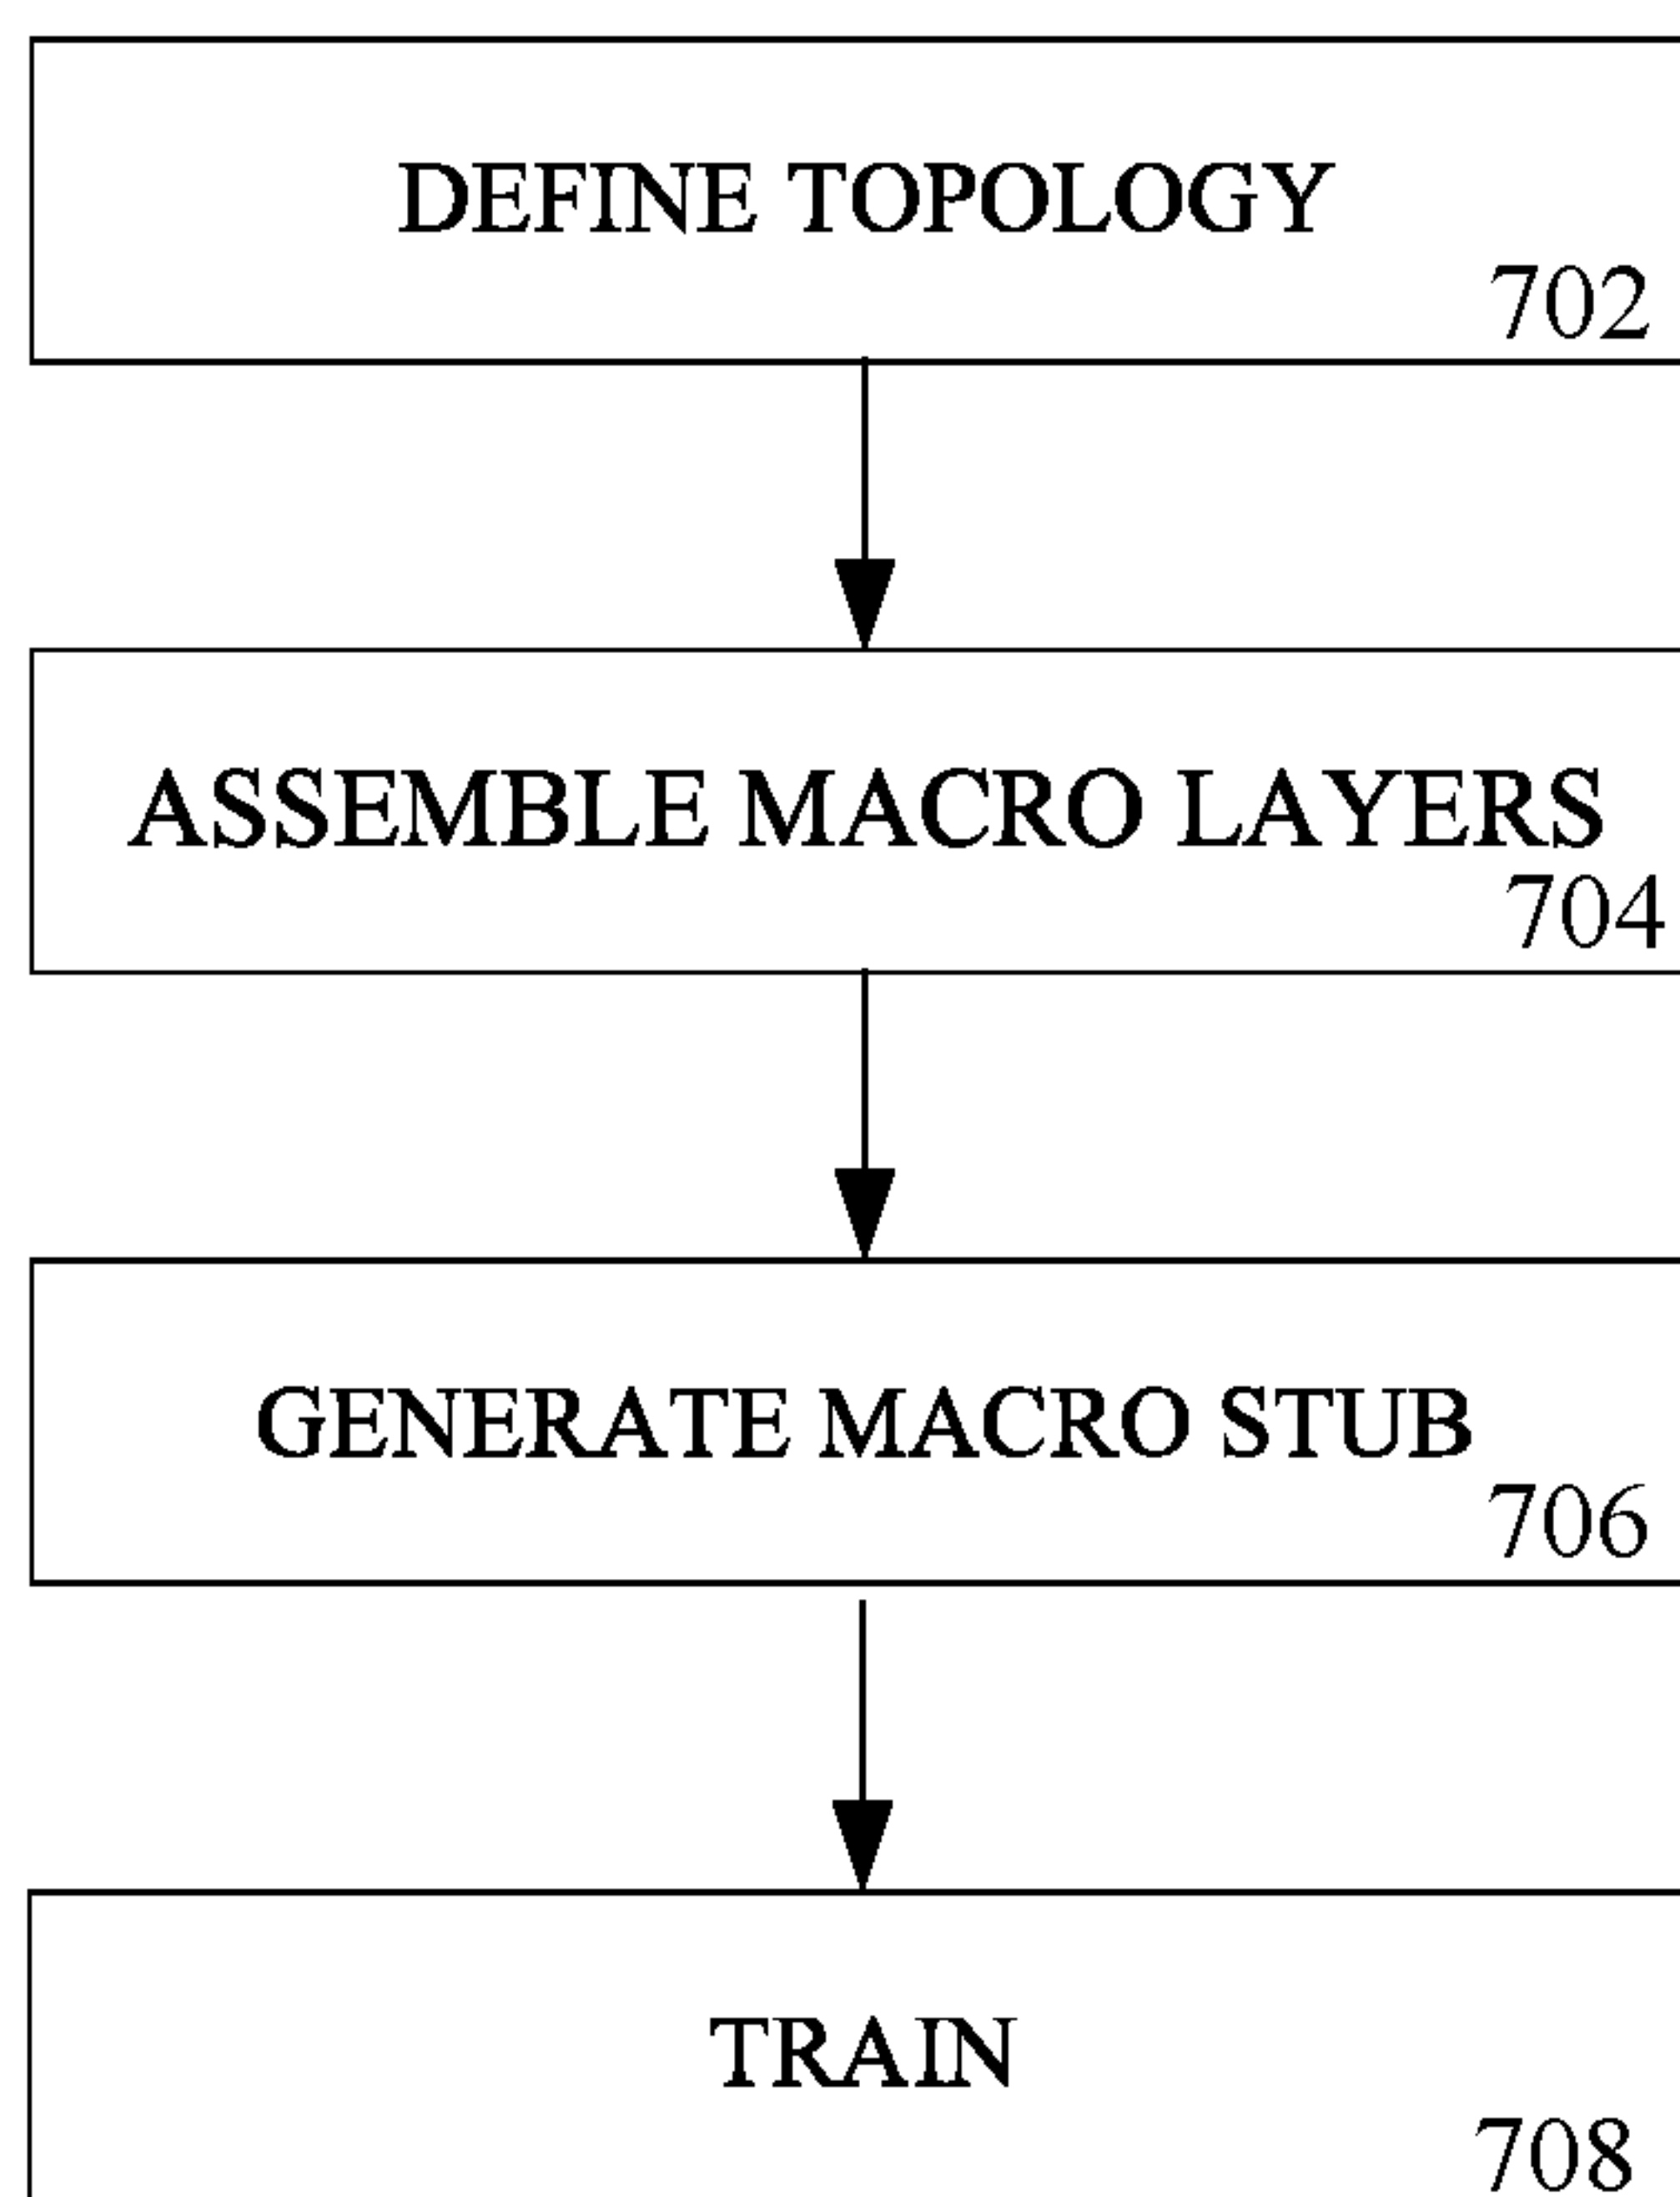 DEFINE TOPOLOGY
702
ASSEMBLE MACRO LAYERS
704
GENERATE MACRO STUB
706
TRAIN
708